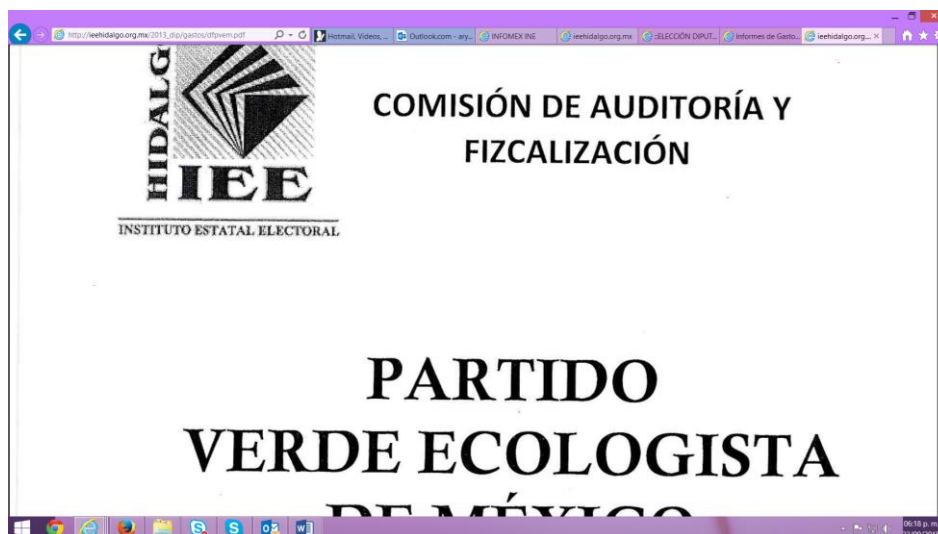 http://ieehidalgo.org.mx/2013_dip/gastos/dfpvem.pdf
Hotmail, Videos, ...
Outlook.com - ary...
INFOMEX INE
ieehidalgo.org.mx
::ELECCIÓN DIPUT...
Informes de Gasto...
ieehidalgo.org....
HIDALGO
IEE
INSTITUTO ESTATAL ELECTORAL
COMISIÓN DE AUDITORÍA Y
FIZCALIZACIÓN
PARTIDO
VERDE ECOLOGISTA
DE MÉXICO
06:18 p. m.